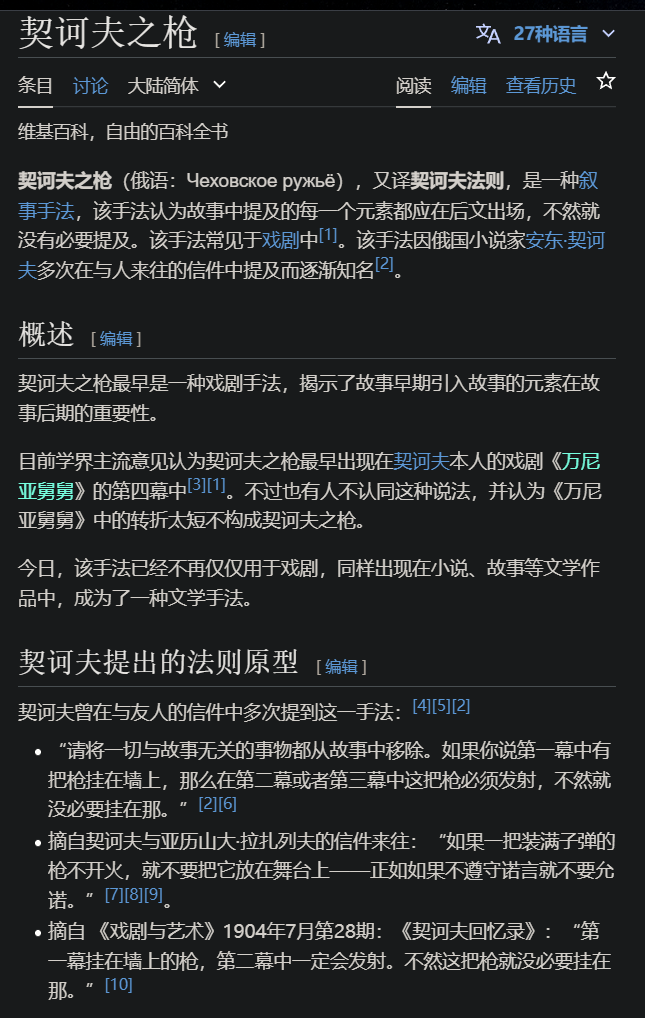 契诃夫之枪 [编辑] 27种语言
条目 讨论 大陆简体 阅读 编辑 查看历史
维基百科，自由的百科全书
契诃夫之枪（俄语：Чеховское ружьё），又译契诃夫法则，是一种叙
事手法，该手法认为故事中提及的每一个元素都应在后文出场，不然就
没有必要提及。该手法常见于戏剧中[1]。该手法因俄国小说家安东·契诃
夫多次在与人来往的信件中提及而逐渐知名[2]。
概述 [编辑]
契诃夫之枪最早是一种戏剧手法，揭示了故事早期引入故事的元素在故
事后期的重要性。
目前学界主流意见认为契诃夫之枪最早出现在契诃夫本人的戏剧《万尼
亚舅舅》的第四幕中[3][1]。不过也有人不认同这种说法，并认为《万尼
亚舅舅》中的转折太短不构成契诃夫之枪。
今日，该手法已经不再仅仅用于戏剧，同样出现在小说、故事等文学作
品中，成为了一种文学手法。
契诃夫提出的法则原型 [编辑]
契诃夫曾在与友人的信件中多次提到这一手法：[4][5][2]
• “请将一切与故事无关的事物都从故事中移除。如果你说第一幕中有
把枪挂在墙上，那么在第二幕或者第三幕中这把枪必须发射，不然就
没必要挂在那。” [2][6]
• 摘自契诃夫与亚历山大·拉扎列夫的信件来往：“如果一把装满子弹的
枪不开火，就不要把它放在舞台上——正如如果不遵守诺言就不要允
诺。” [7][8][9]。
• 摘自 《戏剧与艺术》1904年7月第28期：《契诃夫回忆录》：“第
一幕挂在墙上的枪，第二幕中一定会发射。不然这把枪就没必要挂在
那。” [10]